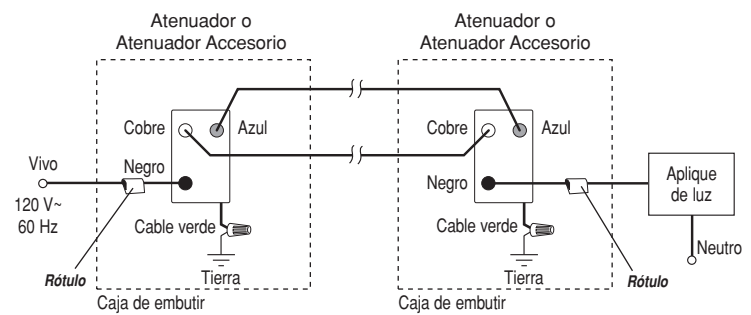 Atenuador o
Atenuador Accesorio
Atenuador o
Atenuador Accesorio
Cobre
Azul
Cobre
Azul
Vivo
Negro
120 V~
60 Hz
Negro
Aplique
de luz
Cable verde
Cable verde
Neutro
Rótulo
Tierra
Tierra
Rótulo
Caja de embutir
Caja de embutir